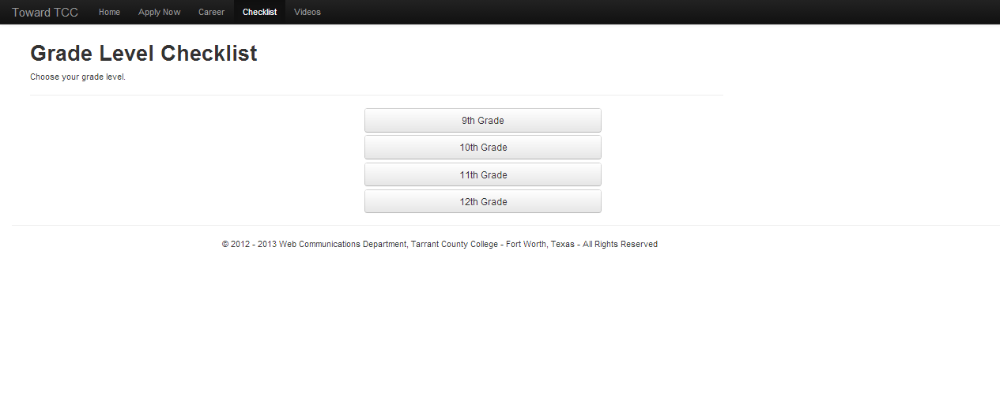 Toward TCC Home Apply Now Career Checklist Videos
Grade Level Checklist
Choose your grade level.
9th Grade
10th Grade
11th Grade
12th Grade
© 2012 - 2013 Web Communications Department, Tarrant County College - Fort Worth, Texas - All Rights Reserved